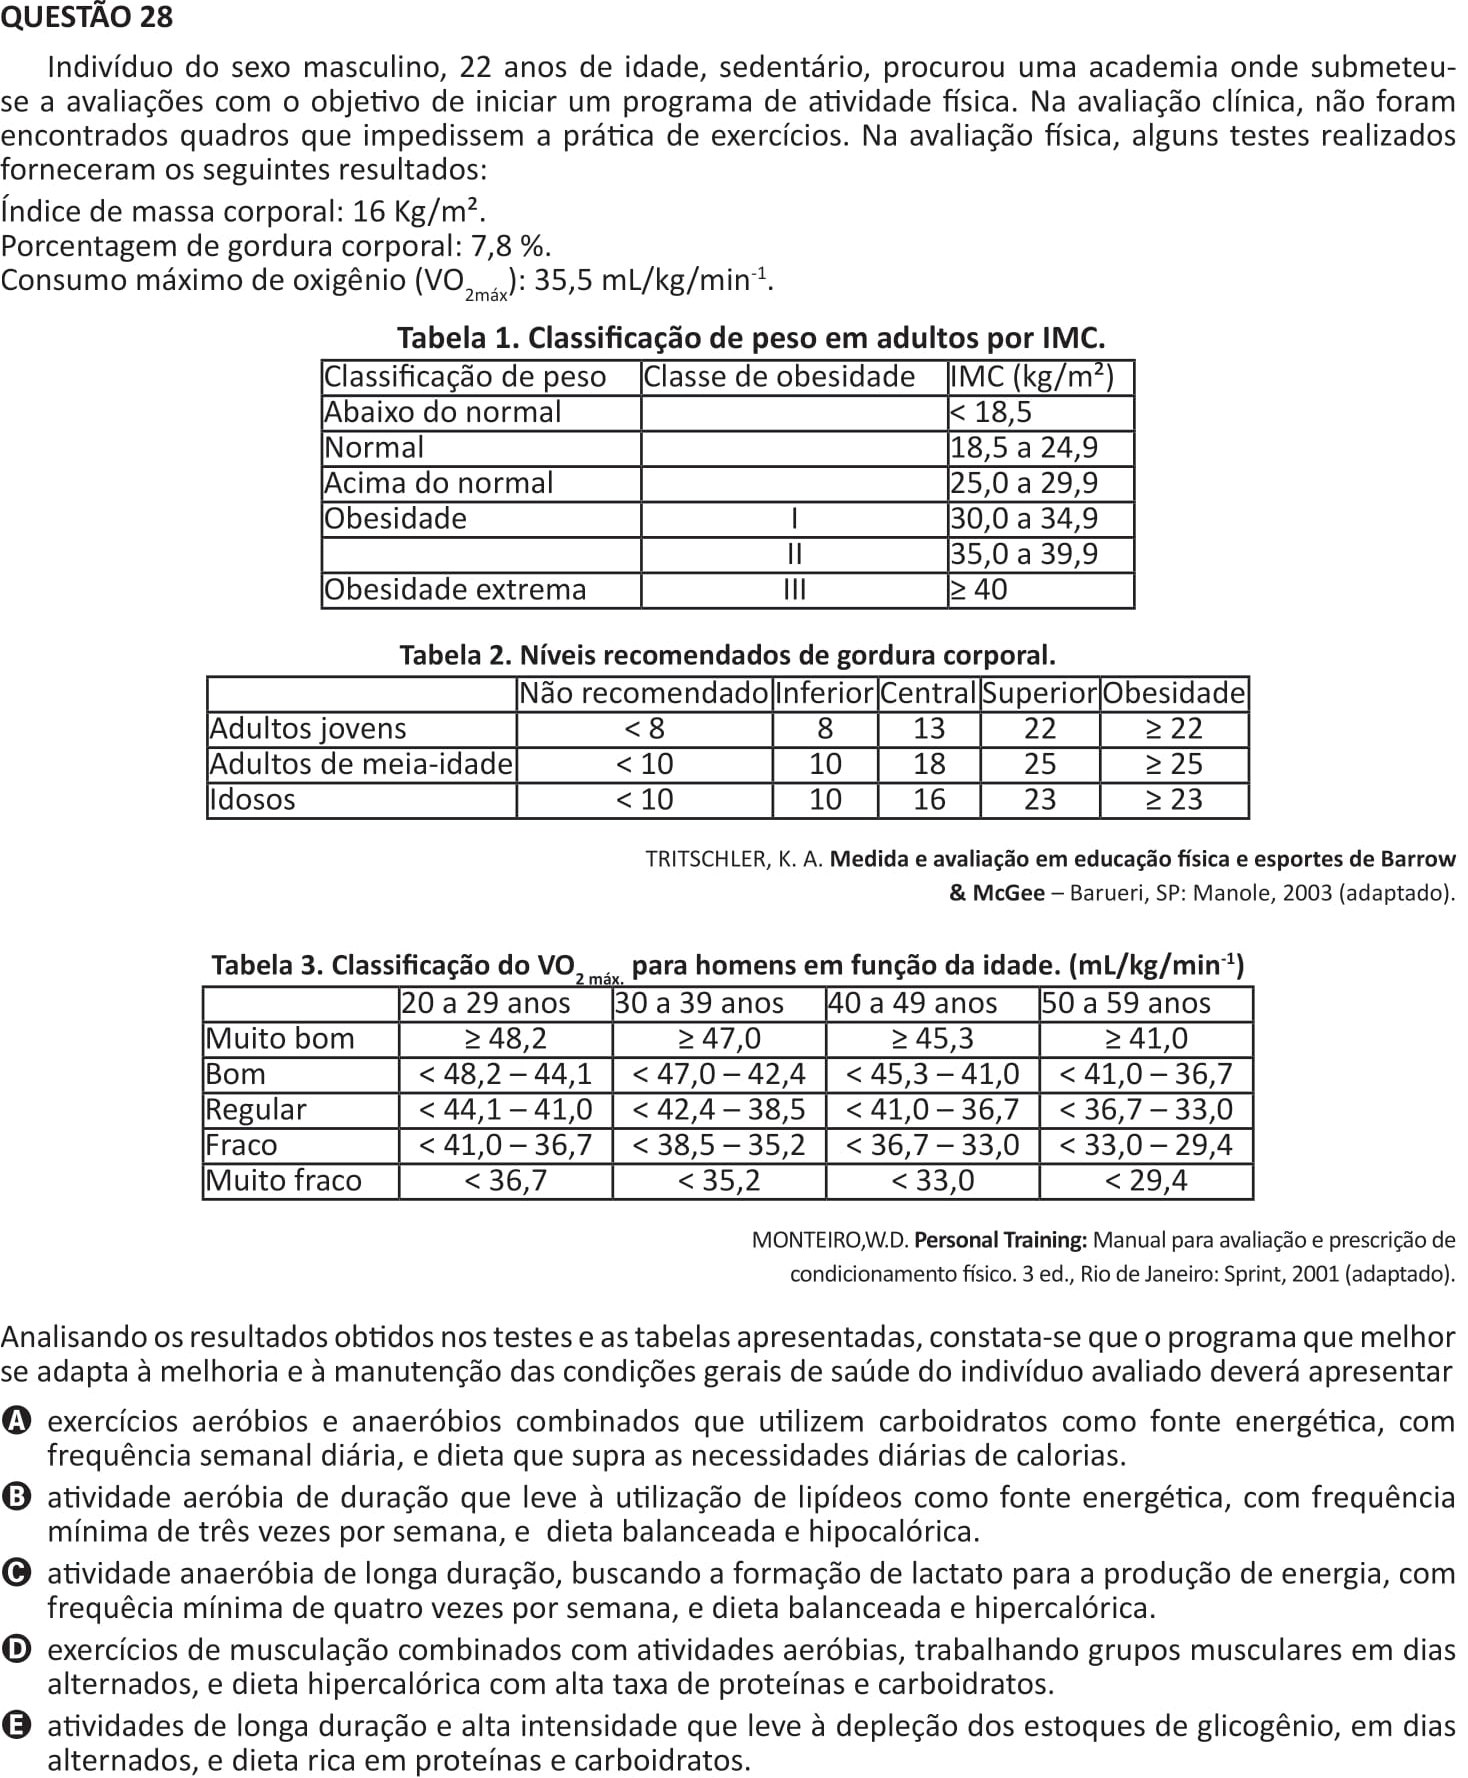 QUESTÃO 28
Indivíduo do sexo masculino, 22 anos de idade, sedentário, procurou uma academia onde submeteu-
se a avaliações com o objetivo de iniciar um programa de atividade física. Na avaliação clínica, não foram
encontrados quadros que impedissem a prática de exercícios. Na avaliação física, alguns testes realizados
forneceram os seguintes resultados:
Índice de massa corporal: 16 Kg/m².
Porcentagem de gordura corporal: 7,8 %.
Consumo máximo de oxigênio (VO2máx): 35,5 mL/kg/min-1.
Tabela 1. Classificação de peso em adultos por IMC.
Classificação de peso Classe de obesidade IMC (kg/m²)
Abaixo do normal < 18,5
Normal 18,5 a 24,9
Acima do normal 25,0 a 29,9
Obesidade I 30,0 a 34,9
II 35,0 a 39,9
Obesidade extrema III ≥ 40
Tabela 2. Níveis recomendados de gordura corporal.
Não recomendado Inferior Central Superior Obesidade
Adultos jovens < 8 8 13 22 ≥ 22
Adultos de meia-idade < 10 10 18 25 ≥ 25
Idosos < 10 10 16 23 ≥ 23
TRITSCHLER, K. A. Medida e avaliação em educação física e esportes de Barrow
& McGee – Barueri, SP: Manole, 2003 (adaptado).
Tabela 3. Classificação do VO2 máx. para homens em função da idade. (mL/kg/min-1)
20 a 29 anos 30 a 39 anos 40 a 49 anos 50 a 59 anos
Muito bom ≥ 48,2 ≥ 47,0 ≥ 45,3 ≥ 41,0
Bom < 48,2 – 44,1 < 47,0 – 42,4 < 45,3 – 41,0 < 41,0 – 36,7
Regular < 44,1 – 41,0 < 42,4 – 38,5 < 41,0 – 36,7 < 36,7 – 33,0
Fraco < 41,0 – 36,7 < 38,5 – 35,2 < 36,7 – 33,0 < 33,0 – 29,4
Muito fraco < 36,7 < 35,2 < 33,0 < 29,4
MONTEIRO,W.D. Personal Training: Manual para avaliação e prescrição de
condicionamento físico. 3 ed., Rio de Janeiro: Sprint, 2001 (adaptado).
Analisando os resultados obtidos nos testes e as tabelas apresentadas, constata-se que o programa que melhor
se adapta à melhoria e à manutenção das condições gerais de saúde do indivíduo avaliado deverá apresentar
A exercícios aeróbios e anaeróbios combinados que utilizem carboidratos como fonte energética, com
frequência semanal diária, e dieta que supra as necessidades diárias de calorias.
B atividade aeróbia de duração que leve à utilização de lipídeos como fonte energética, com frequência
mínima de três vezes por semana, e dieta balanceada e hipocalórica.
C atividade anaeróbia de longa duração, buscando a formação de lactato para a produção de energia, com
frequêcia mínima de quatro vezes por semana, e dieta balanceada e hipercalórica.
D exercícios de musculação combinados com atividades aeróbias, trabalhando grupos musculares em dias
alternados, e dieta hipercalórica com alta taxa de proteínas e carboidratos.
E atividades de longa duração e alta intensidade que leve à depleção dos estoques de glicogênio, em dias
alternados, e dieta rica em proteínas e carboidratos.